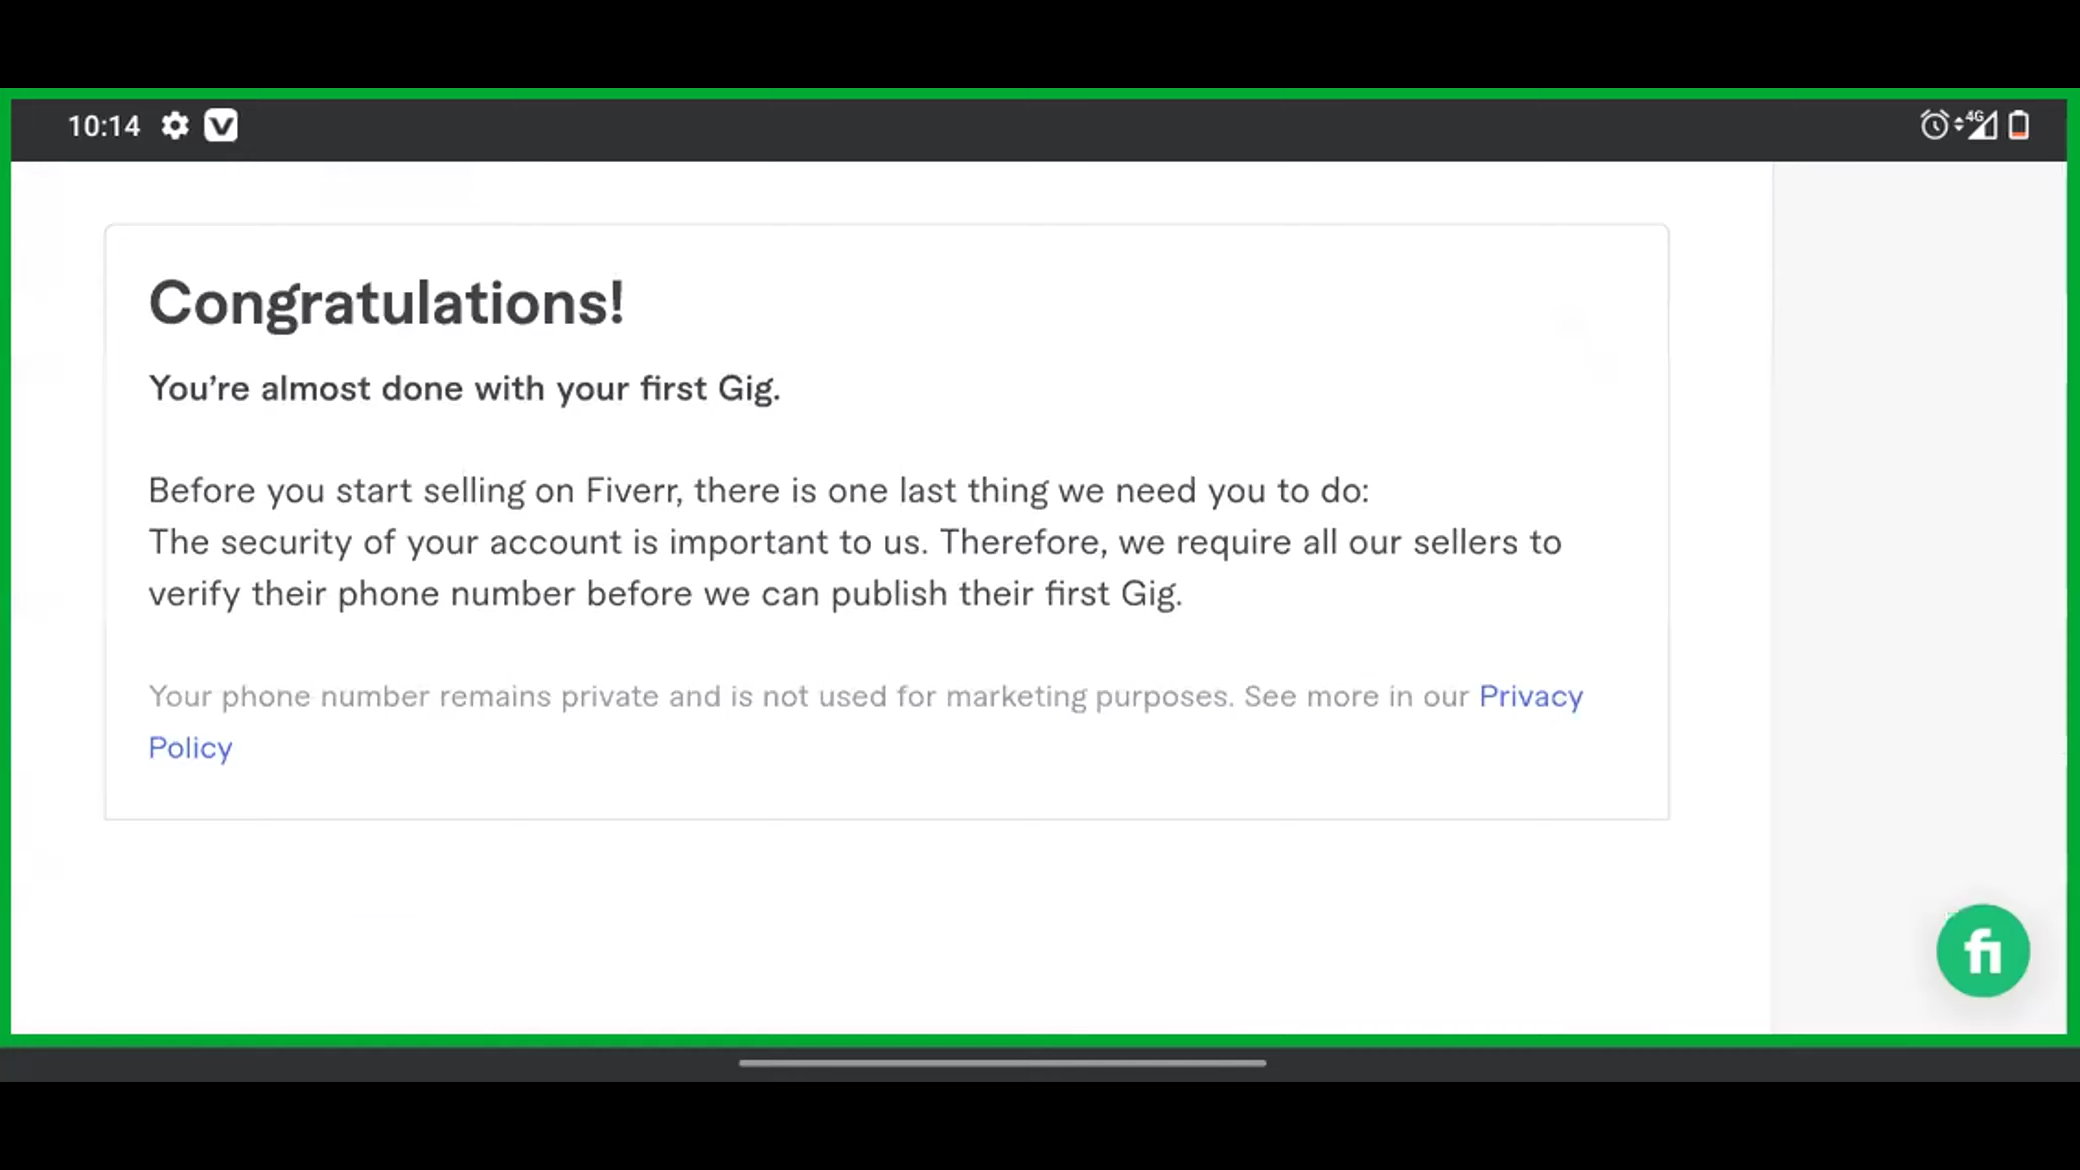 10:14
4G
Congratulations!
You're almost done with your first Gig.
Before you start selling on Fiverr, there is one last thing we need you to do:
The security of your account is important to us. Therefore, we require all our sellers to
verify their phone number before we can publish their first Gig.
Your phone number remains private and is not used for marketing purposes. See more in our Privacy
Policy
fi